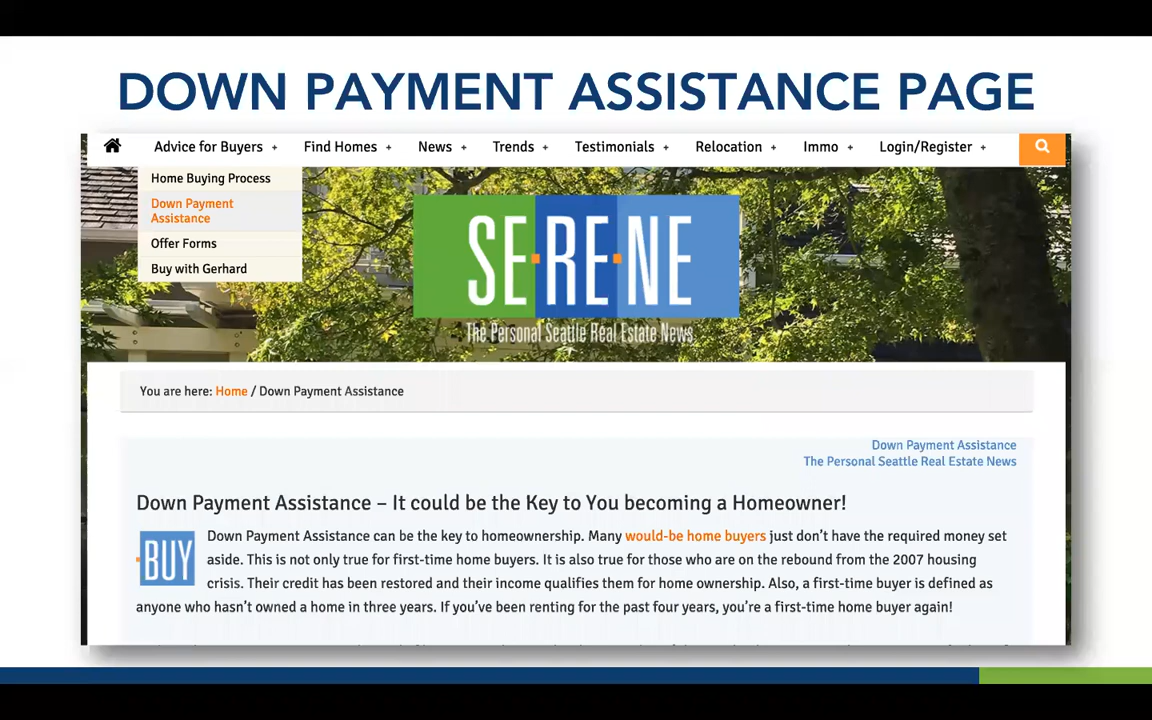 DOWN PAYMENT ASSISTANCE PAGE
Advice for Buyers + Find Homes + News + Trends + Testimonials + Relocation + Immo + Login/Register +
Home Buying Process
Down Payment
Assistance
Offer Forms
Buy with Gerhard
SE·RE·NE
The Personal Seattle Real Estate News
You are here: Home / Down Payment Assistance
Down Payment Assistance
The Personal Seattle Real Estate News
Down Payment Assistance – It could be the Key to You becoming a Homeowner!
BUY
Down Payment Assistance can be the key to homeownership. Many would-be home buyers just don't have the required money set
aside. This is not only true for first-time home buyers. It is also true for those who are on the rebound from the 2007 housing
crisis. Their credit has been restored and their income qualifies them for home ownership. Also, a first-time buyer is defined as
anyone who hasn't owned a home in three years. If you've been renting for the past four years, you're a first-time home buyer again!